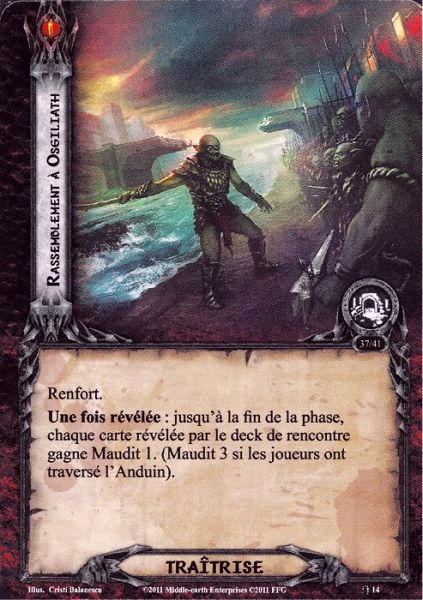 Rassemblement à Osgiliath
37/41
Renfort.
Une fois révélée : jusqu'à la fin de la phase,
chaque carte révélée par le deck de rencontre
gagne Maudit 1. (Maudit 3 si les joueurs ont
traversé l'Anduin).
TRAÎTRISE
Illus. Cristi Balanescu
©2011 Middle-earth Enterprises ©2011 FFG
14